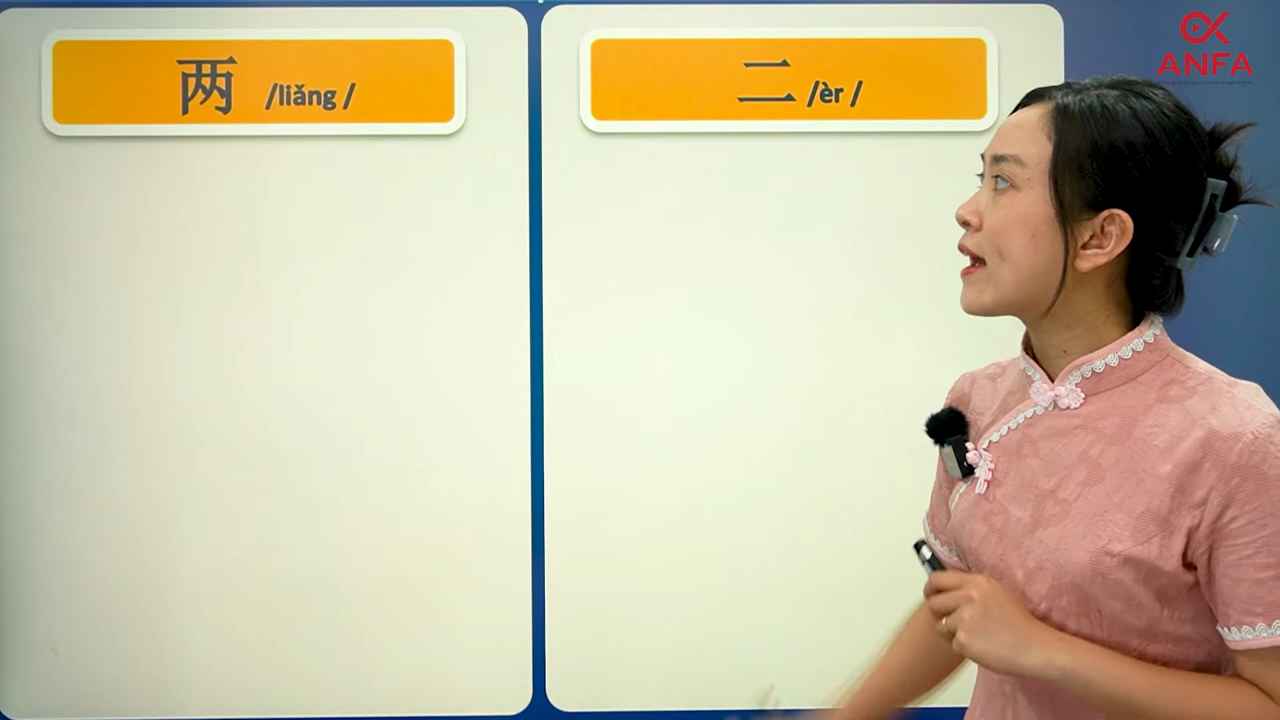 两 /liǎng /
二 /èr /
ANFA